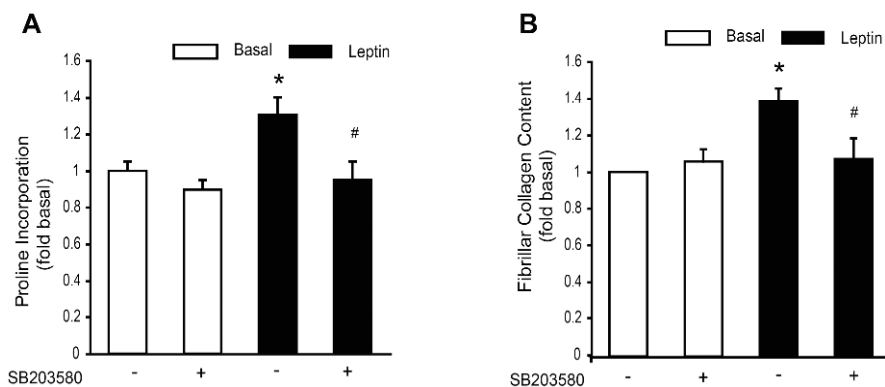 A
Basal Leptin
Proline Incorporation
(fold basal)
1.6
1.4
1.2
1
0.8
0.6
0.4
0.2
0
*
#
SB203580 - + - +
B
Basal Leptin
Fibrillar Collagen Content
(fold basal)
1.6
1.4
1.2
1
0.8
0.6
0.4
0.2
0
*
#
SB203580 - + - +